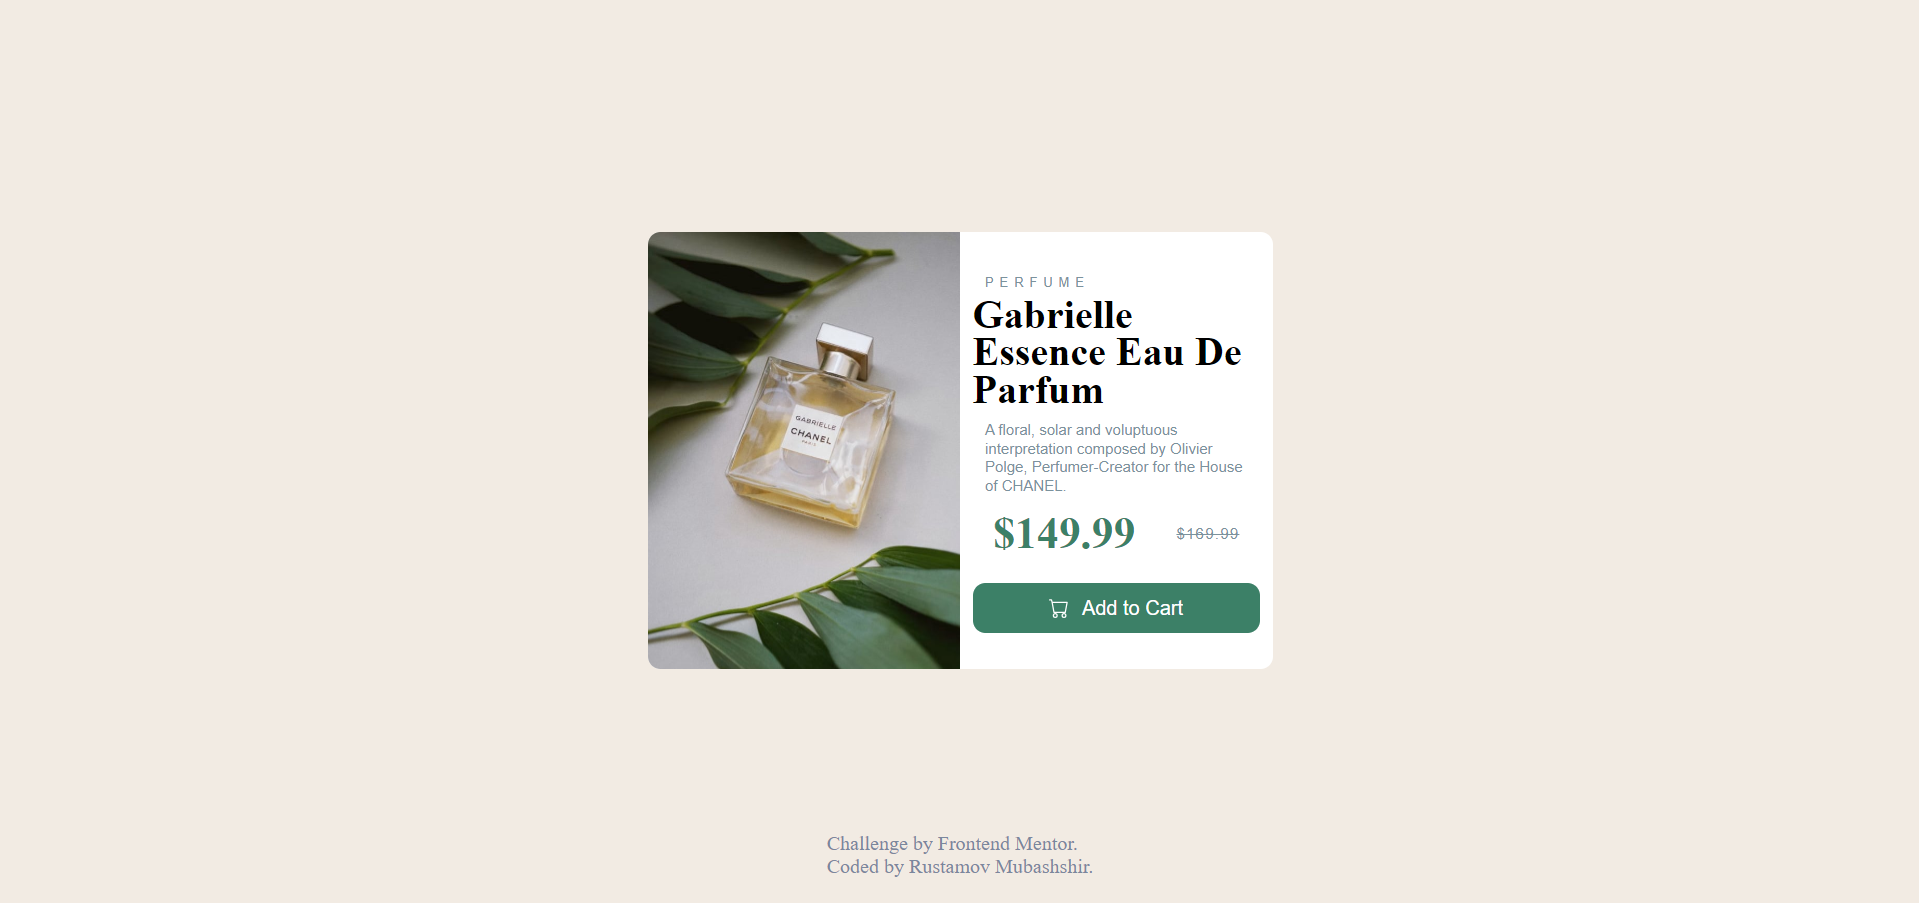 GABRIELLE
CHANEL
PARIS
PERFUME
Gabrielle
Essence Eau De
Parfum
A floral, solar and voluptuous
interpretation composed by Olivier
Polge, Perfumer-Creator for the House
of CHANEL.
$149.99 $169.99
Add to Cart
Challenge by Frontend Mentor.
Coded by Rustamov Mubashshir.